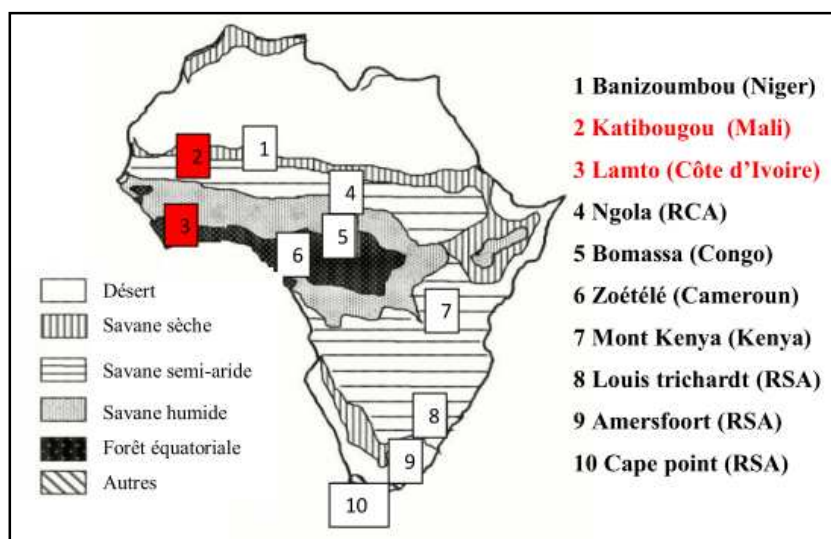 1 Banizoumbou (Niger)
2 Katibougou (Mali)
3 Lamto (Côte d'Ivoire)
4 Ngola (RCA)
5 Bomassa (Congo)
6 Zoétélé (Cameroun)
7 Mont Kenya (Kenya)
8 Louis trichardt (RSA)
9 Amersfoort (RSA)
10 Cape point (RSA)
1
2
3
4
5
6
7
8
9
10
Désert
Savane sèche
Savane semi-aride
Savane humide
Forêt équatoriale
Autres